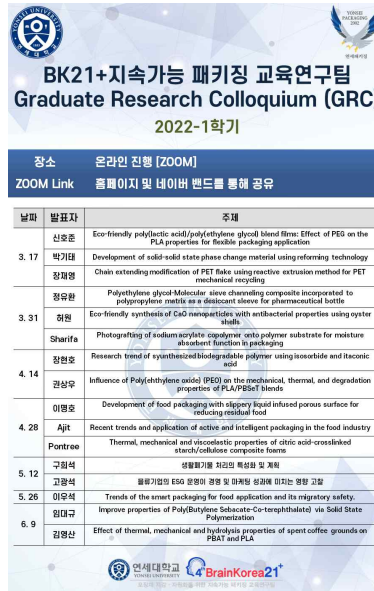 YONSEI UNIVERSITY
연세대학교
YONSEI
PACKAGING
2002
연세패키징
BK21+지속가능 패키징 교육연구팀
Graduate Research Colloquium (GRC
2022-1학기
장소 온라인 진행 [ZOOM]
ZOOM Link 홈페이지 및 네이버 밴드를 통해 공유
날짜 발표자 주제
3. 17
신호준 Eco-friendly poly(lactic acid)/poly(ethylene glycol) blend films: Effect of PEG on the
PLA properties for flexible packaging application
박기태 Development of solid-solid state phase change material using reforming technology
장재영 Chain extending modification of PET flake using reactive extrusion method for PET
mechanical recycling
3. 31
정유환 Polyethylene glycol-Molecular sieve channeling composite incorporated to
polypropylene matrix as a desiccant sleeve for pharmaceutical bottle
허원 Eco-friendly synthesis of CaO nanoparticles with antibacterial properties using oyster
shells
Sharifa Photografting of sodium acrylate copolymer onto polymer substrate for moisture
absorbent function in packaging
4. 14
장현호 Research trend of syunthesized biodegradable polymer using isosorbide and itaconic
acid
권상우 Influence of Poly(ethylene oxide) (PEO) on the mechanical, thermal, and degradation
properties of PLA/PBSeT blends
4. 28
이명호 Development of food packaging with slippery liquid infused porous surface for
reducing residual food
Ajit Recent trends and application of active and intelligent packaging in the food industry
Pontree Thermal, mechanical and viscoelastic properties of citric acid-crosslinked
starch/cellulose composite foams
5. 12
구희석 생활폐기물 처리의 특성화 및 계획
고광석 물류기업의 ESG 운영이 경영 및 마케팅 성과에 미치는 영향 고찰
5. 26 이우석 Trends of the smart packaging for food application and its migratory safety.
6. 9
임대규 Improve properties of Poly(Butylene Sebacate-Co-terephthalate) via Solid State
Polymerization
김영산 Effect of thermal, mechanical and hydrolysis properties of spent coffee grounds on
PBAT and PLA
연세대학교
YONSEI UNIVERSITY
4th BrainKorea21+